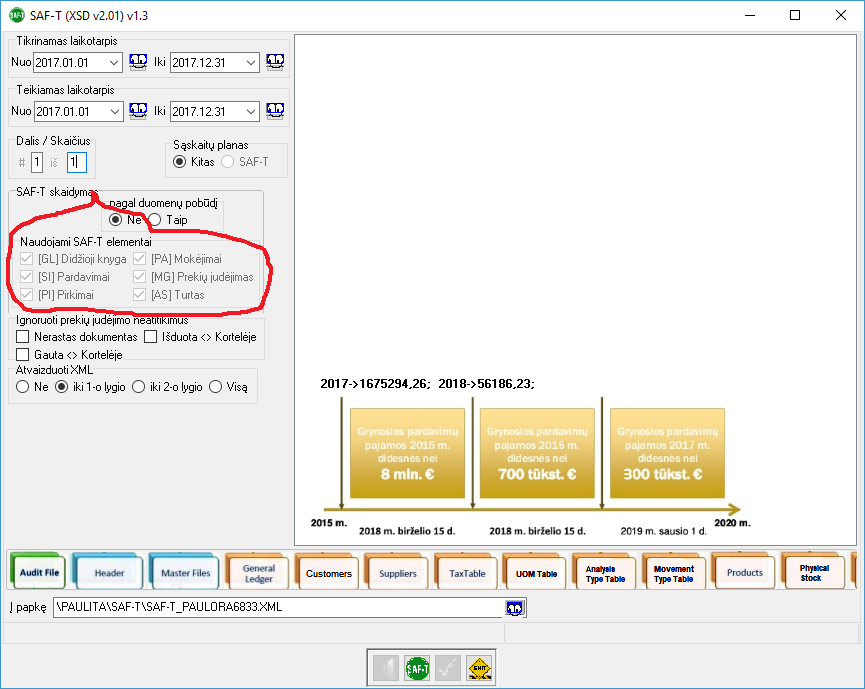 SAF-T (XSD v2.01) v1.3
Tikrinamas laikotarpis
Nuo 2017.01.01 Iki 2017.12.31
Teikiamas laikotarpis
Nuo 2017.01.01 Iki 2017.12.31
Dalis / Skaičius
# 1 iš 1
Sąskaitų planas
Kitas SAF-T
SAF-T skaidymas
pagal duomenų pobūdį
Ne Taip
Naudojami SAF-T elementai
[GL] Didžioji knyga [PA] Mokėjimai
[SI] Pardavimai [MG] Prekių judėjimas
[PI] Pirkimai [AS] Turtas
Ignoruoti prekių judėjimo neatitikimus
Nerastas dokumentas Išduota <> Kortelėje
Gauta <> Kortelėje
Atvaizduoti XML
Ne iki 1-o lygio iki 2-o lygio Visą
2017->1675294,26; 2018->56186,23;
Grynosios pardavimų
pajamos 2015 m.
didesnės nei
8 mln. €
Grynosios pardavimų
pajamos 2016 m.
didesnės nei
700 tūkst. €
Grynosios pardavimų
pajamos 2017 m.
didesnės nei
300 tūkst. €
2015 m.
2018 m. birželio 15 d.
2018 m. birželio 15 d.
2019 m. sausio 1 d.
2020 m.
Audit File
Header
Master Files
General
Ledger
Customers
Suppliers
TaxTable
UOM Table
Analysis
Type Table
Movement
Type Table
Products
Physical
Stock
Į papkę \PAULITA\SAF-T\SAF-T_PAULORA6833.XML
SAF-T
EXIT